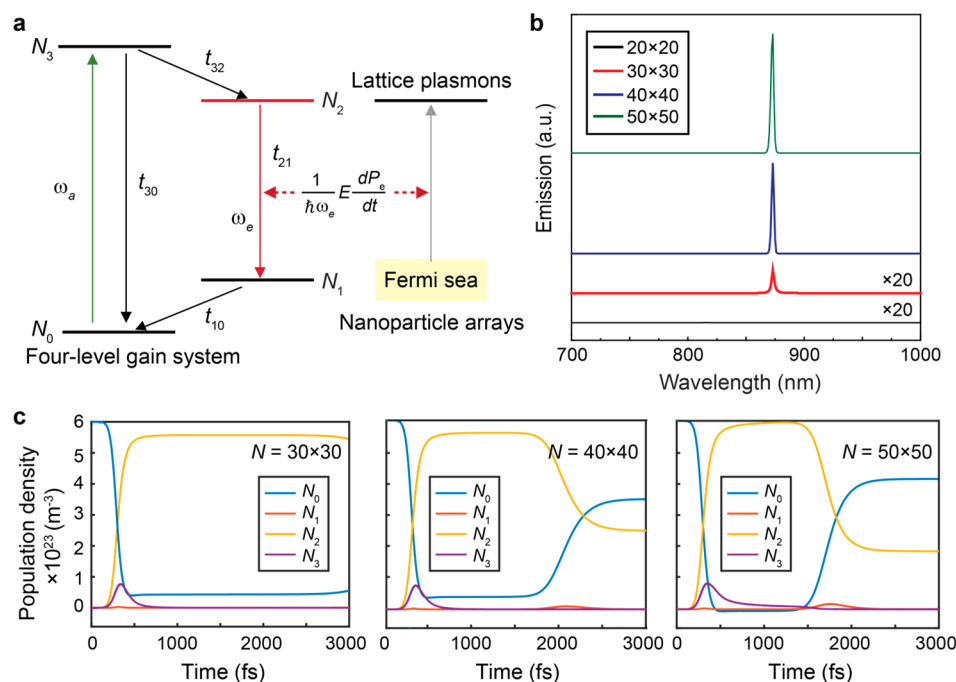 a
N3
t32
Lattice plasmons
N2
t21
ωa
t30
1/ħωe E dPe/dt
ωe
Fermi sea
N1
N0
t10
Nanoparticle arrays
Four-level gain system
b
Emission (a.u.)
20×20
30×30
40×40
50×50
×20
×20
700 800 900 1000
Wavelength (nm)
c
Population density
×10^23 (m^-3)
6
5
4
3
2
1
0
N = 30×30
N0
N1
N2
N3
0 1000 2000 3000
Time (fs)
N = 40×40
N0
N1
N2
N3
0 1000 2000 3000
Time (fs)
N = 50×50
N0
N1
N2
N3
0 1000 2000 3000
Time (fs)